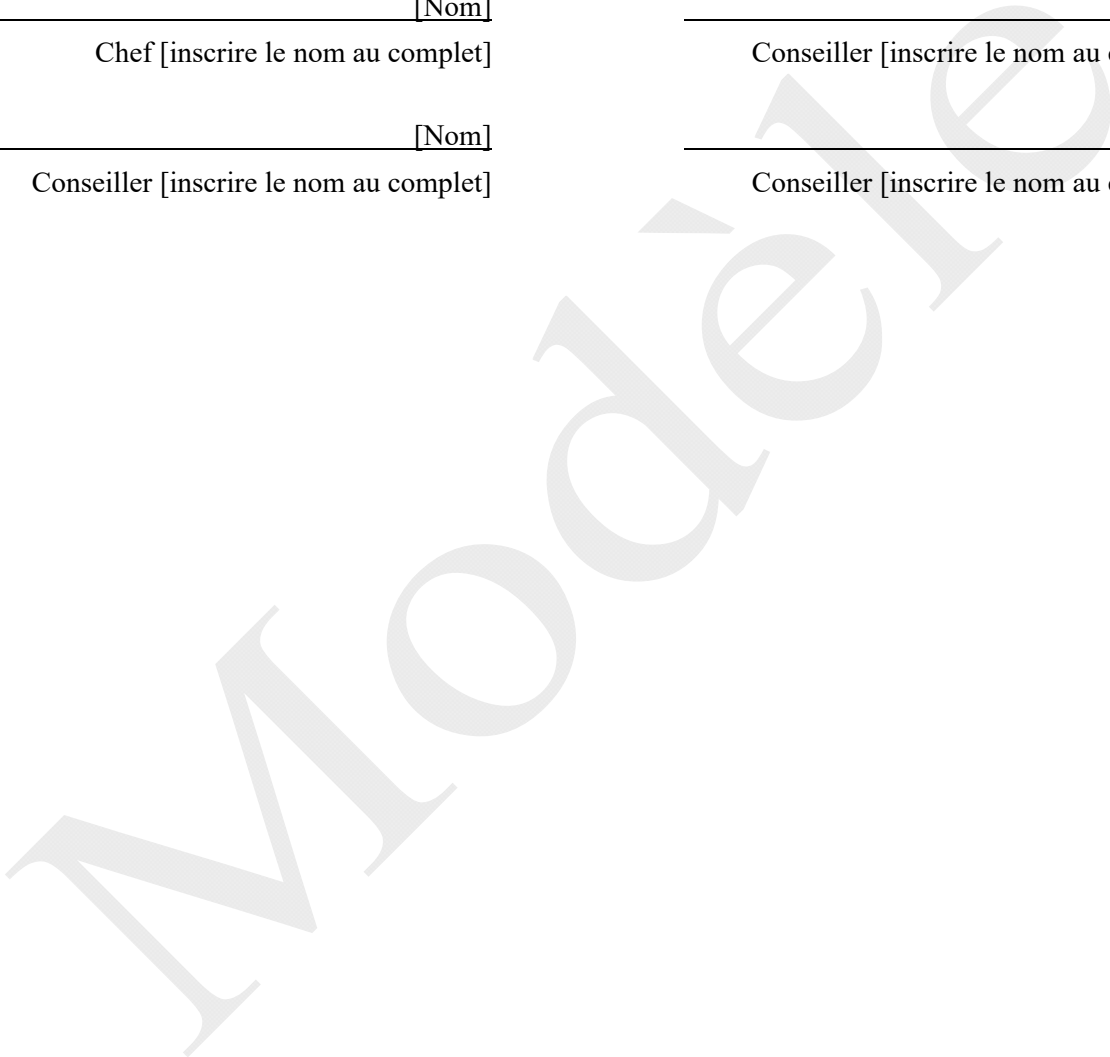 [Nom]
Chef [inscrire le nom au complet]
Conseiller [inscrire le nom au
[Nom]
Conseiller [inscrire le nom au complet]
Conseiller [inscrire le nom au
Modèle